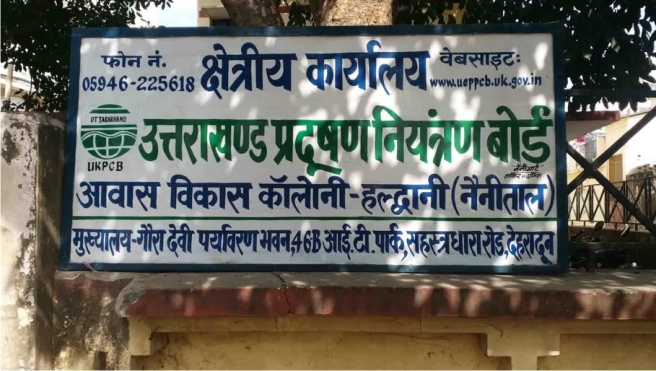 फोन नं. क्षेत्रीय कार्यालय वेबसाइटः
05946-225618 www.ueppcb.uk.gov.in
UTTARAKHAND
उत्तराखण्ड प्रदूषण नियंत्रण बोर्ड
UKPCB
आवास विकास कॉलोनी-हल्द्वानी (नैनीताल)
मुख्यालय-गौरा देवी पर्यावरण भवन,46B आई.टी. पार्क, सहस्त्रधारा रोड, देहरादून